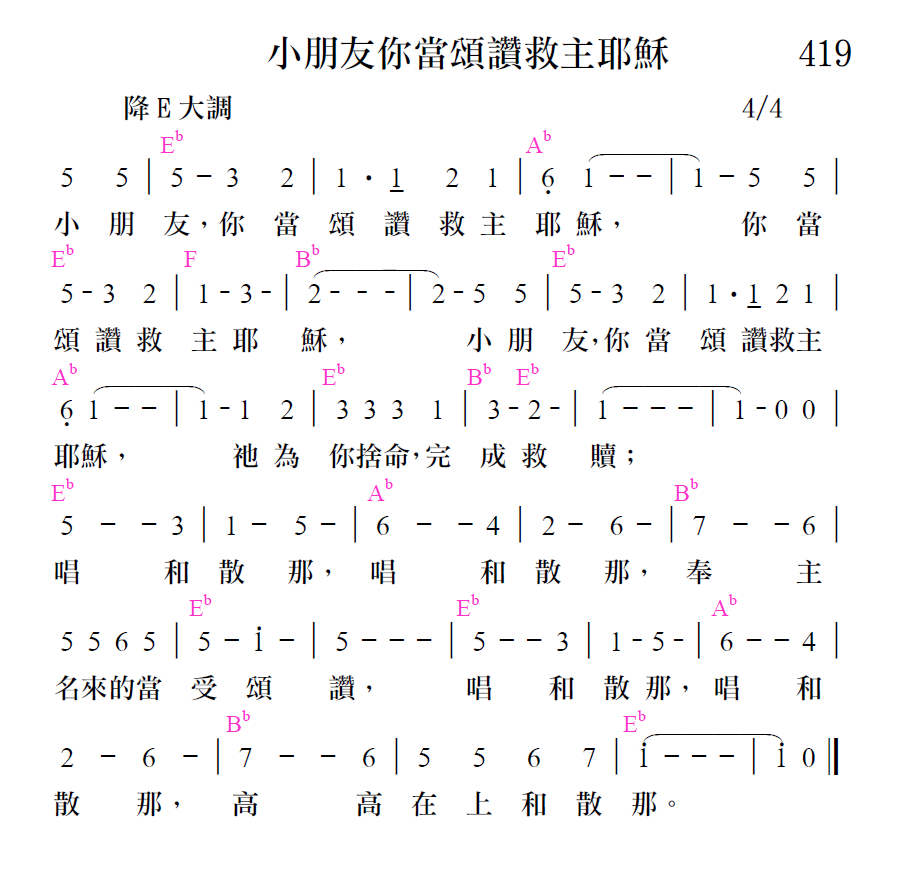 小朋友你當頌讚救主耶穌 419
降 E 大調 4/4
E♭ A♭
5 5 | 5 – 3 2 | 1 • 1 2 1 | 6̣ 1 – – | 1 – 5 5 |
小 朋 友，你 當 頌 讚 救 主 耶 穌， 你 當
E♭ F B♭ E♭
5 – 3 2 | 1 – 3 – | 2 – – – | 2 – 5 5 | 5 – 3 2 | 1 • 1 2 1 |
頌 讚 救 主 耶 穌， 小 朋 友，你 當 頌 讚救主
A♭ E♭ B♭ E♭
6̣ 1 – – | 1 – 1 2 | 3 3 3 1 | 3 – 2 – | 1 – – – | 1 – 0 0 |
耶穌， 祂 為 你捨命，完 成 救 贖；
E♭ A♭ B♭
5 – – 3 | 1 – 5 – | 6 – – 4 | 2 – 6 – | 7 – – 6 |
唱 和 散 那，唱 和 散 那， 奉 主
E♭ E♭ A♭
5 5 6 5 | 5 – 1̇ – | 5 – – – | 5 – – 3 | 1 – 5 – | 6 – – 4 |
名來的當 受 頌 讚， 唱 和 散 那，唱 和
B♭ E♭
2 – 6 – | 7 – – 6 | 5 5 6 7 | 1̇ – – – | 1̇ 0 ‖
散 那， 高 高 在 上 和 散 那。